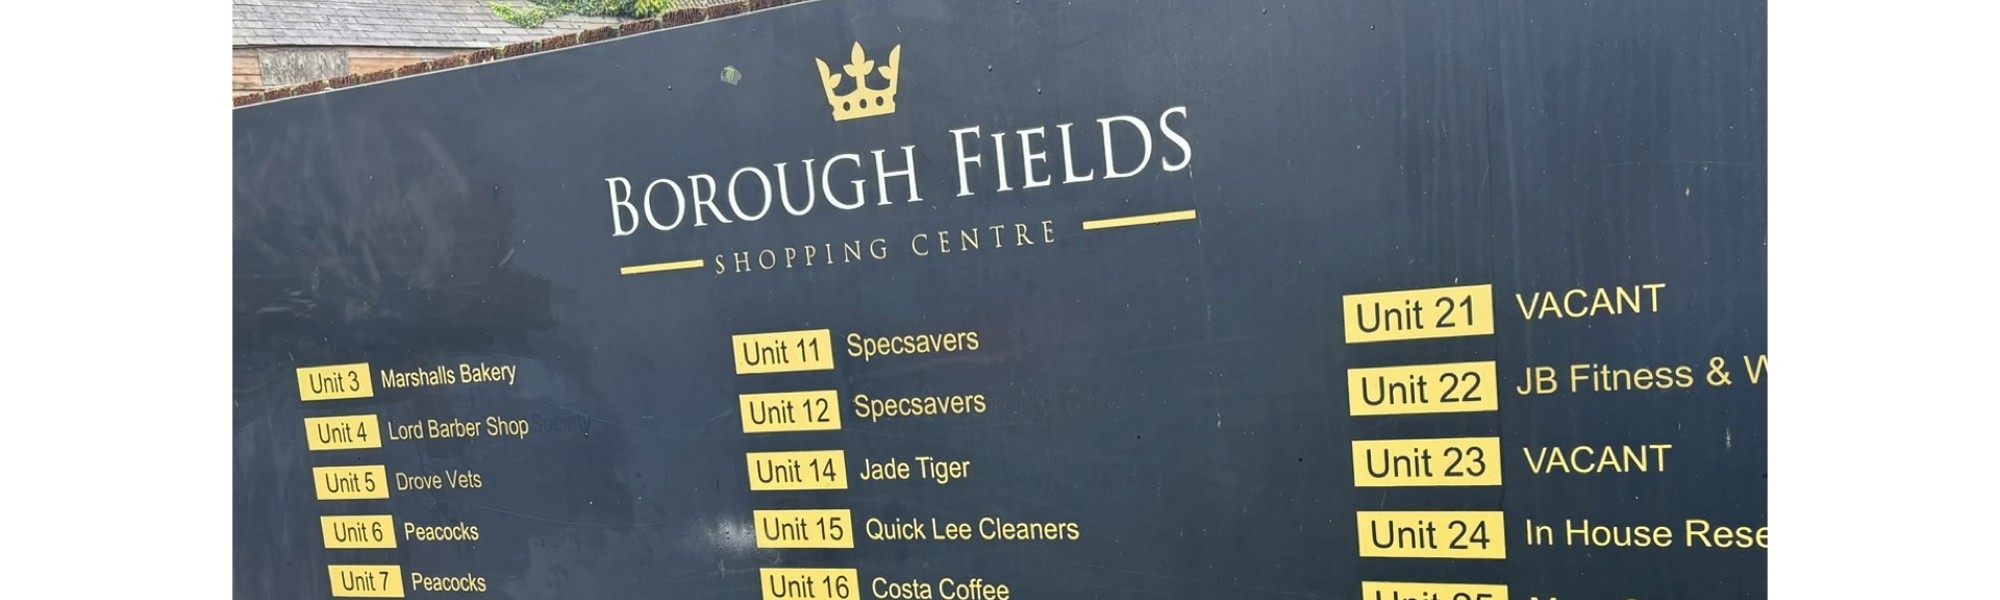 BOROUGH FIELDS
SHOPPING CENTRE
Unit 3 Marshalls Bakery
Unit 4 Lord Barber Shop Society
Unit 5 Drove Vets
Unit 6 Peacocks
Unit 7 Peacocks
Unit 11 Specsavers
Unit 12 Specsavers
Unit 14 Jade Tiger
Unit 15 Quick Lee Cleaners
Unit 16 Costa Coffee
Unit 21 VACANT
Unit 22 JB Fitness & W
Unit 23 VACANT
Unit 24 In House Rese